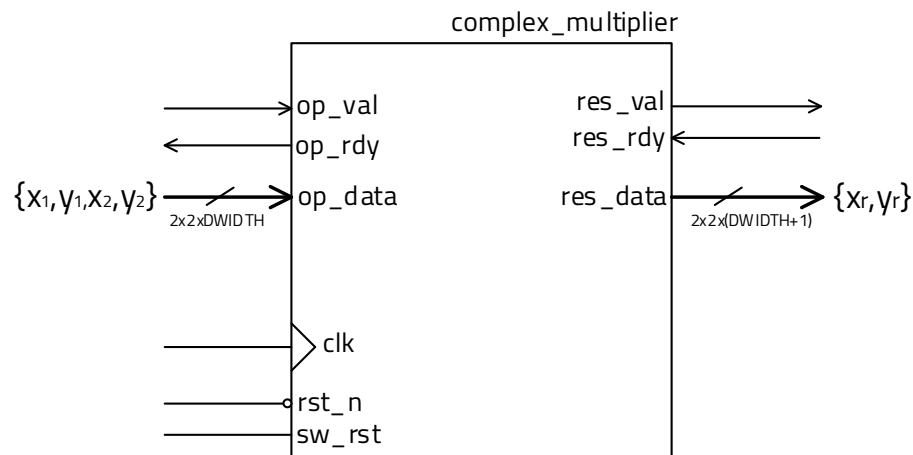 complex_multiplier
op_val
res_val
op_rdy
res_rdy
{x₁,y₁,x₂,y₂}
op_data
res_data
{xᵣ,yᵣ}
2x2xDWIDTH
2x2x(DWIDTH+1)
clk
rst_n
sw_rst